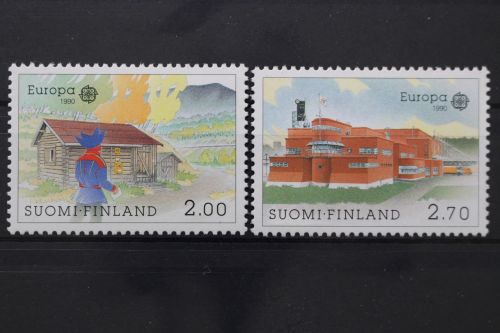 Europa
1990
SUOMI·FINLAND 2.00
Europa
1990
SUOMI·FINLAND 2.70